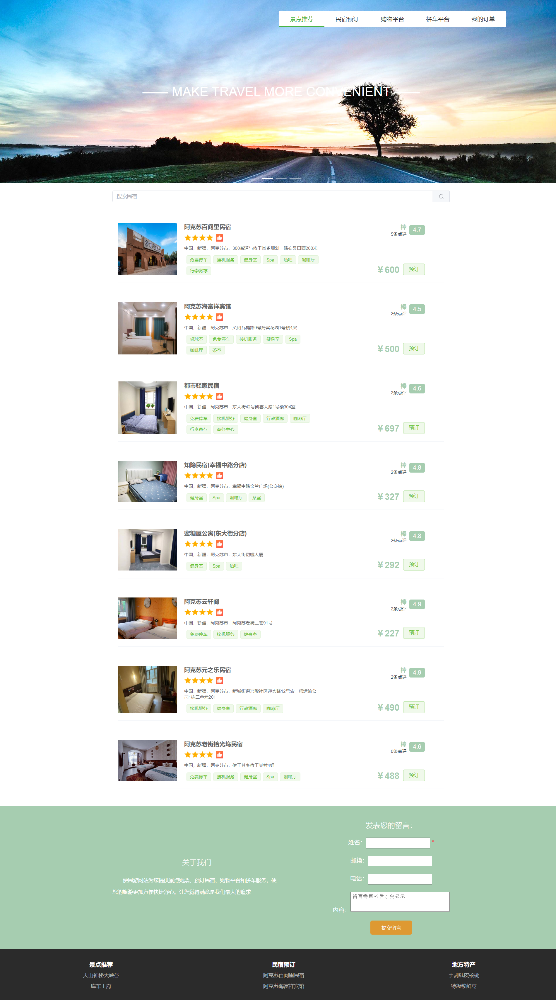 景点推荐 民宿预订 购物平台 拼车平台 我的订单
MAKE TRAVEL MORE CONVENIENT
搜索民宿
阿克苏百间里民宿
棒 4.7
5条点评
中国，新疆，阿克苏市，300省道与依干其乡规划一路交叉口西200米
免费停车 接机服务 健身室 Spa 酒吧 咖啡厅
行李寄存
¥ 600 预订
阿克苏海富祥宾馆
棒 4.5
2条点评
中国，新疆，阿克苏市，英阿瓦提路9号海富花园1号楼4层
桌球室 免费停车 接机服务 健身室 Spa
咖啡厅 茶室
¥ 500 预订
都市驿家民宿
棒 4.6
2条点评
中国，新疆，阿克苏市，东大街42号凯睿大厦1号楼304室
免费停车 接机服务 健身室 行政酒廊 咖啡厅
行李寄存 商务中心
¥ 697 预订
知隐民宿(幸福中路分店)
棒 4.8
2条点评
中国，新疆，阿克苏市，幸福中路金兰广场(公交站)
健身室 Spa 咖啡厅 茶室
¥ 327 预订
蜜糖屋公寓(东大街分店)
棒 4.8
2条点评
中国，新疆，阿克苏市，东大街铠睿大厦
健身室 Spa 酒吧
¥ 292 预订
阿克苏云轩阁
棒 4.9
2条点评
中国，新疆，阿克苏市，阿克苏老街三巷91号
免费停车 接机服务 健身室
¥ 227 预订
阿克苏元之乐民宿
棒 4.9
2条点评
中国，新疆，阿克苏市，新城街道兴隆社区迎宾路12号农一师运输公
司1栋二单元201
接机服务 健身室 行政酒廊 咖啡厅
¥ 490 预订
阿克苏老街拾光坞民宿
棒 4.6
0条点评
中国，新疆，阿克苏市，依干其乡依干其村4组
免费停车 接机服务 健身室 Spa 咖啡厅
¥ 488 预订
关于我们
便民游网站为您提供景点购票、预订民宿、购物平台和拼车服务，使
您的旅游更加方便快捷舒心。让您觉得满意是我们最大的追求
发表您的留言：
姓名： *
邮箱：
电话：
内容： 留言需审核后才会显示
提交留言
景点推荐 民宿预订 地方特产
天山神秘大峡谷 阿克苏百间里民宿 手剥纸皮核桃
库车王府 阿克苏海富祥宾馆 特级锁鲜枣